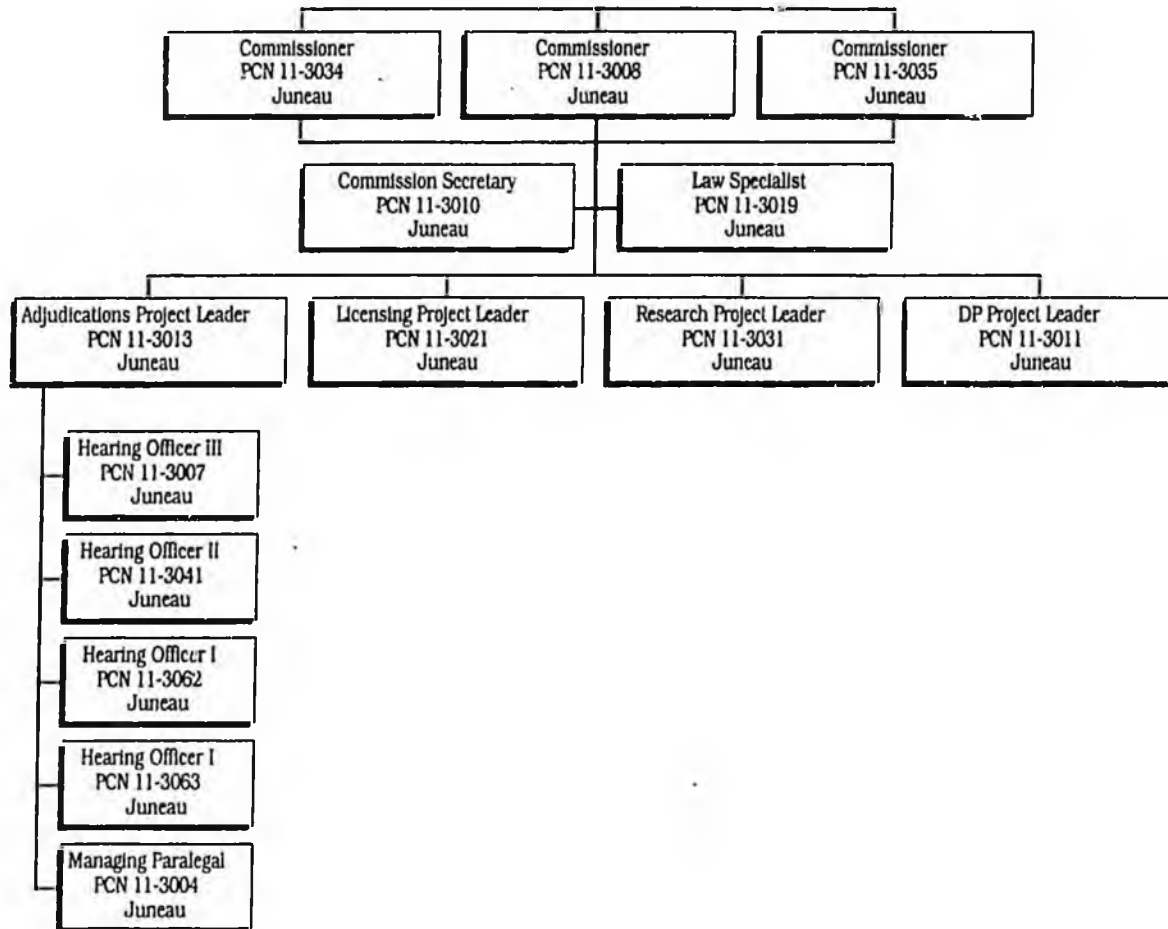 Commissioner
PCN 11-3034
Juneau
Commissioner
PCN 11-3008
Juneau
Commissioner
PCN 11-3035
Juneau
Commission Secretary
PCN 11-3010
Juneau
Law Specialist
PCN 11-3019
Juneau
Adjudications Project Leader
PCN 11-3013
Juneau
Licensing Project Leader
PCN 11-3021
Juneau
Research Project Leader
PCN 11-3031
Juneau
DP Project Leader
PCN 11-3011
Juneau
Hearing Officer III
PCN 11-3007
Juneau
Hearing Officer II
PCN 11-3041
Juneau
Hearing Officer I
PCN 11-3062
Juneau
Hearing Officer I
PCN 11-3063
Juneau
Managing Paralegal
PCN 11-3004
Juneau